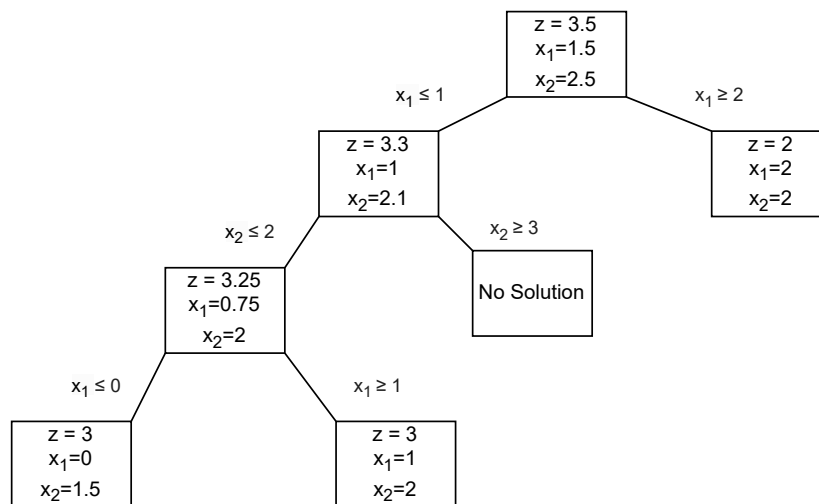 z = 3.5
x₁=1.5
x₂=2.5
x₁ ≤ 1
x₁ ≥ 2
z = 3.3
x₁=1
x₂=2.1
z = 2
x₁=2
x₂=2
x₂ ≤ 2
x₂ ≥ 3
z = 3.25
x₁=0.75
x₂=2
No Solution
x₁ ≤ 0
x₁ ≥ 1
z = 3
x₁=0
x₂=1.5
z = 3
x₁=1
x₂=2